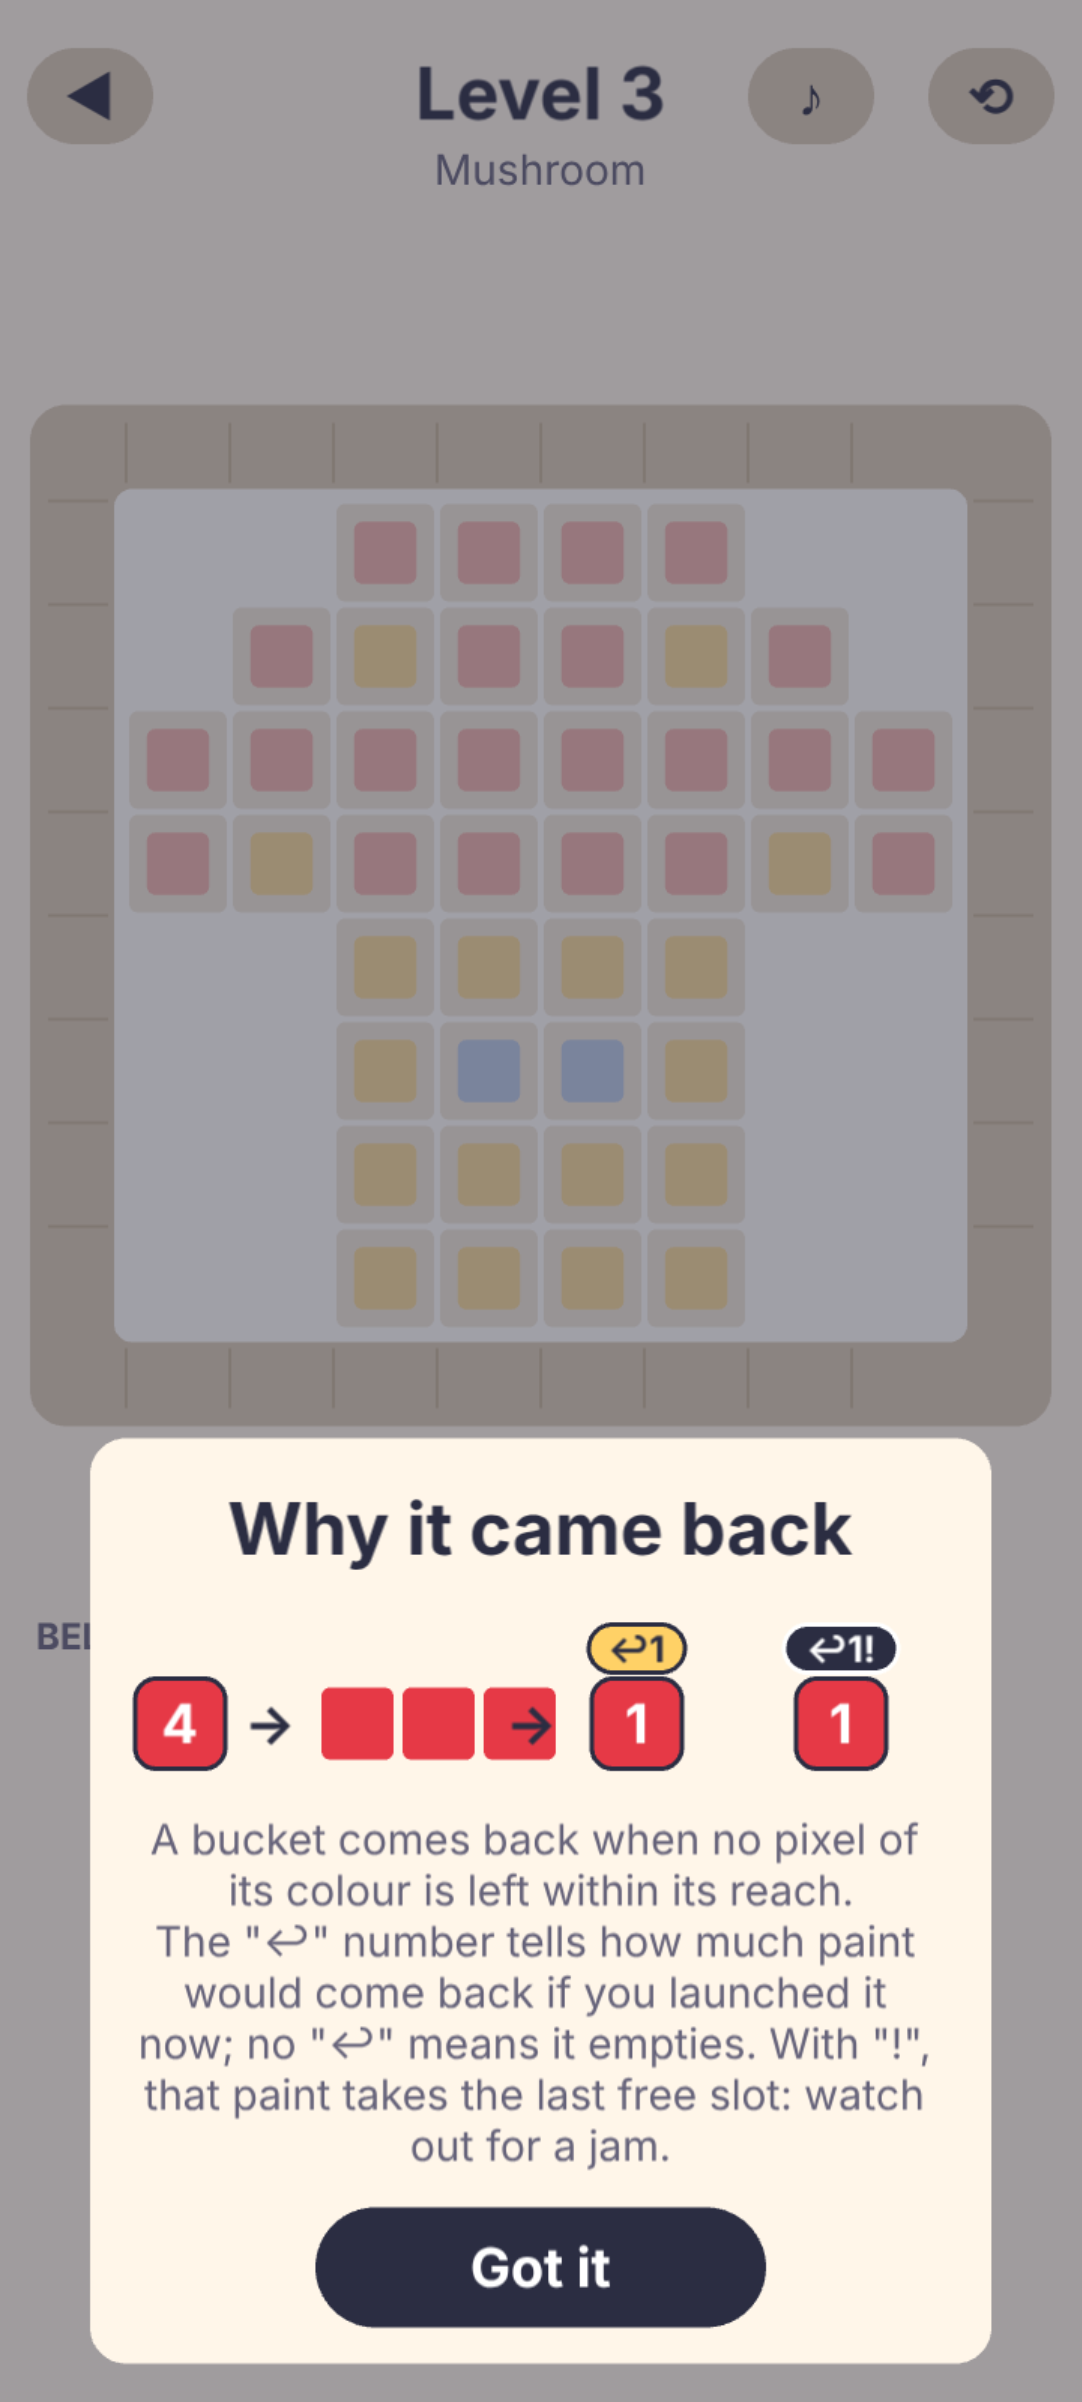 Level 3
Mushroom
Why it came back
↩1
↩1!
4 → → 1 1
A bucket comes back when no pixel of
its colour is left within its reach.
The "↩" number tells how much paint
would come back if you launched it
now; no "↩" means it empties. With "!",
that paint takes the last free slot: watch
out for a jam.
Got it